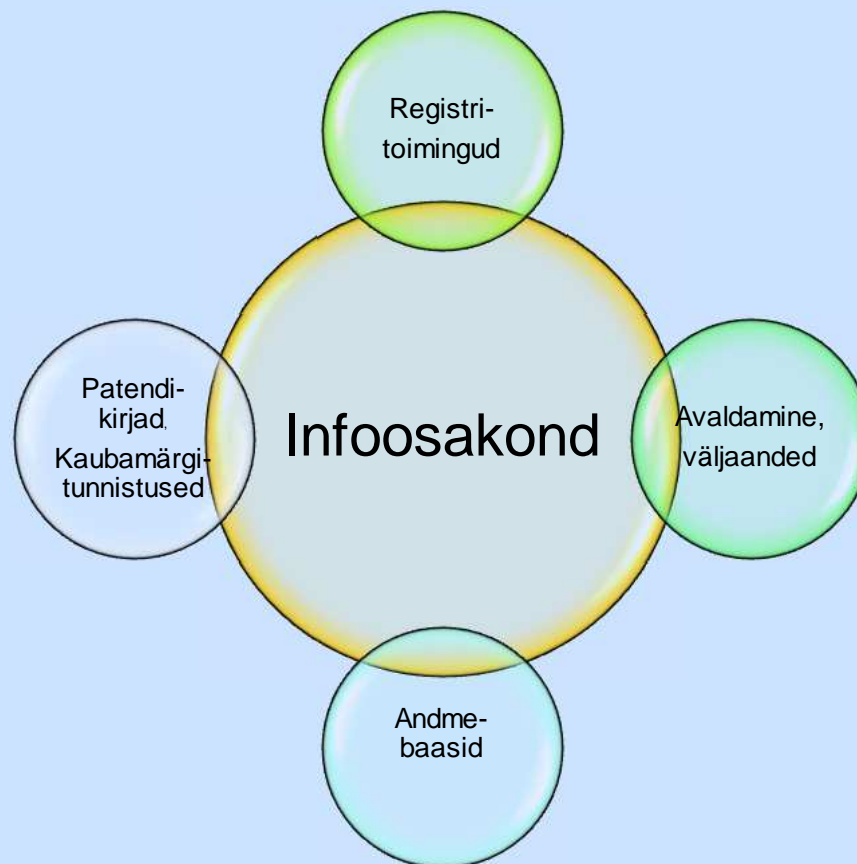 Registri-
toimingud
Patendi-
kirjad,
Kaubamärgi-
tunnistused
Infoosakond
Avaldamine,
väljaanded
Andme-
baasid